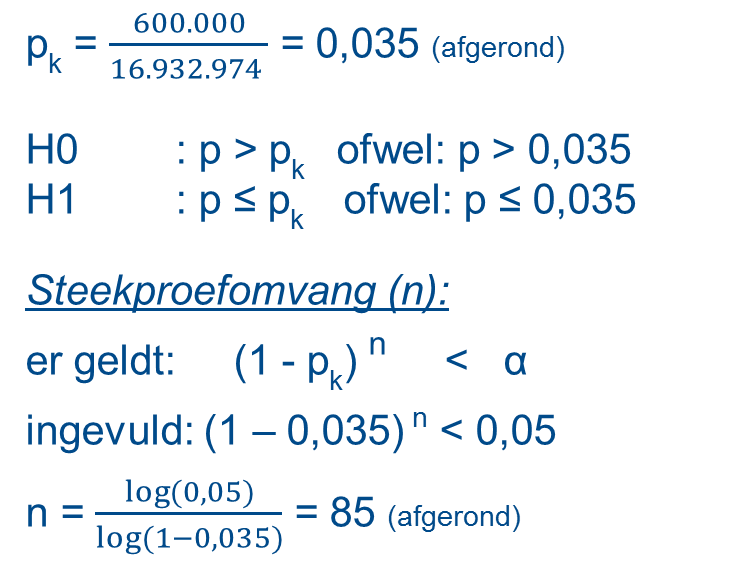 pk = 600.000 / 16.932.974 = 0,035 (afgerond)
H0 : p > pk ofwel: p > 0,035
H1 : p ≤ pk ofwel: p ≤ 0,035
Steekproefomvang (n):
er geldt: (1 - pk) n < α
ingevuld: (1 – 0,035) n < 0,05
n = log(0,05) / log(1−0,035) = 85 (afgerond)